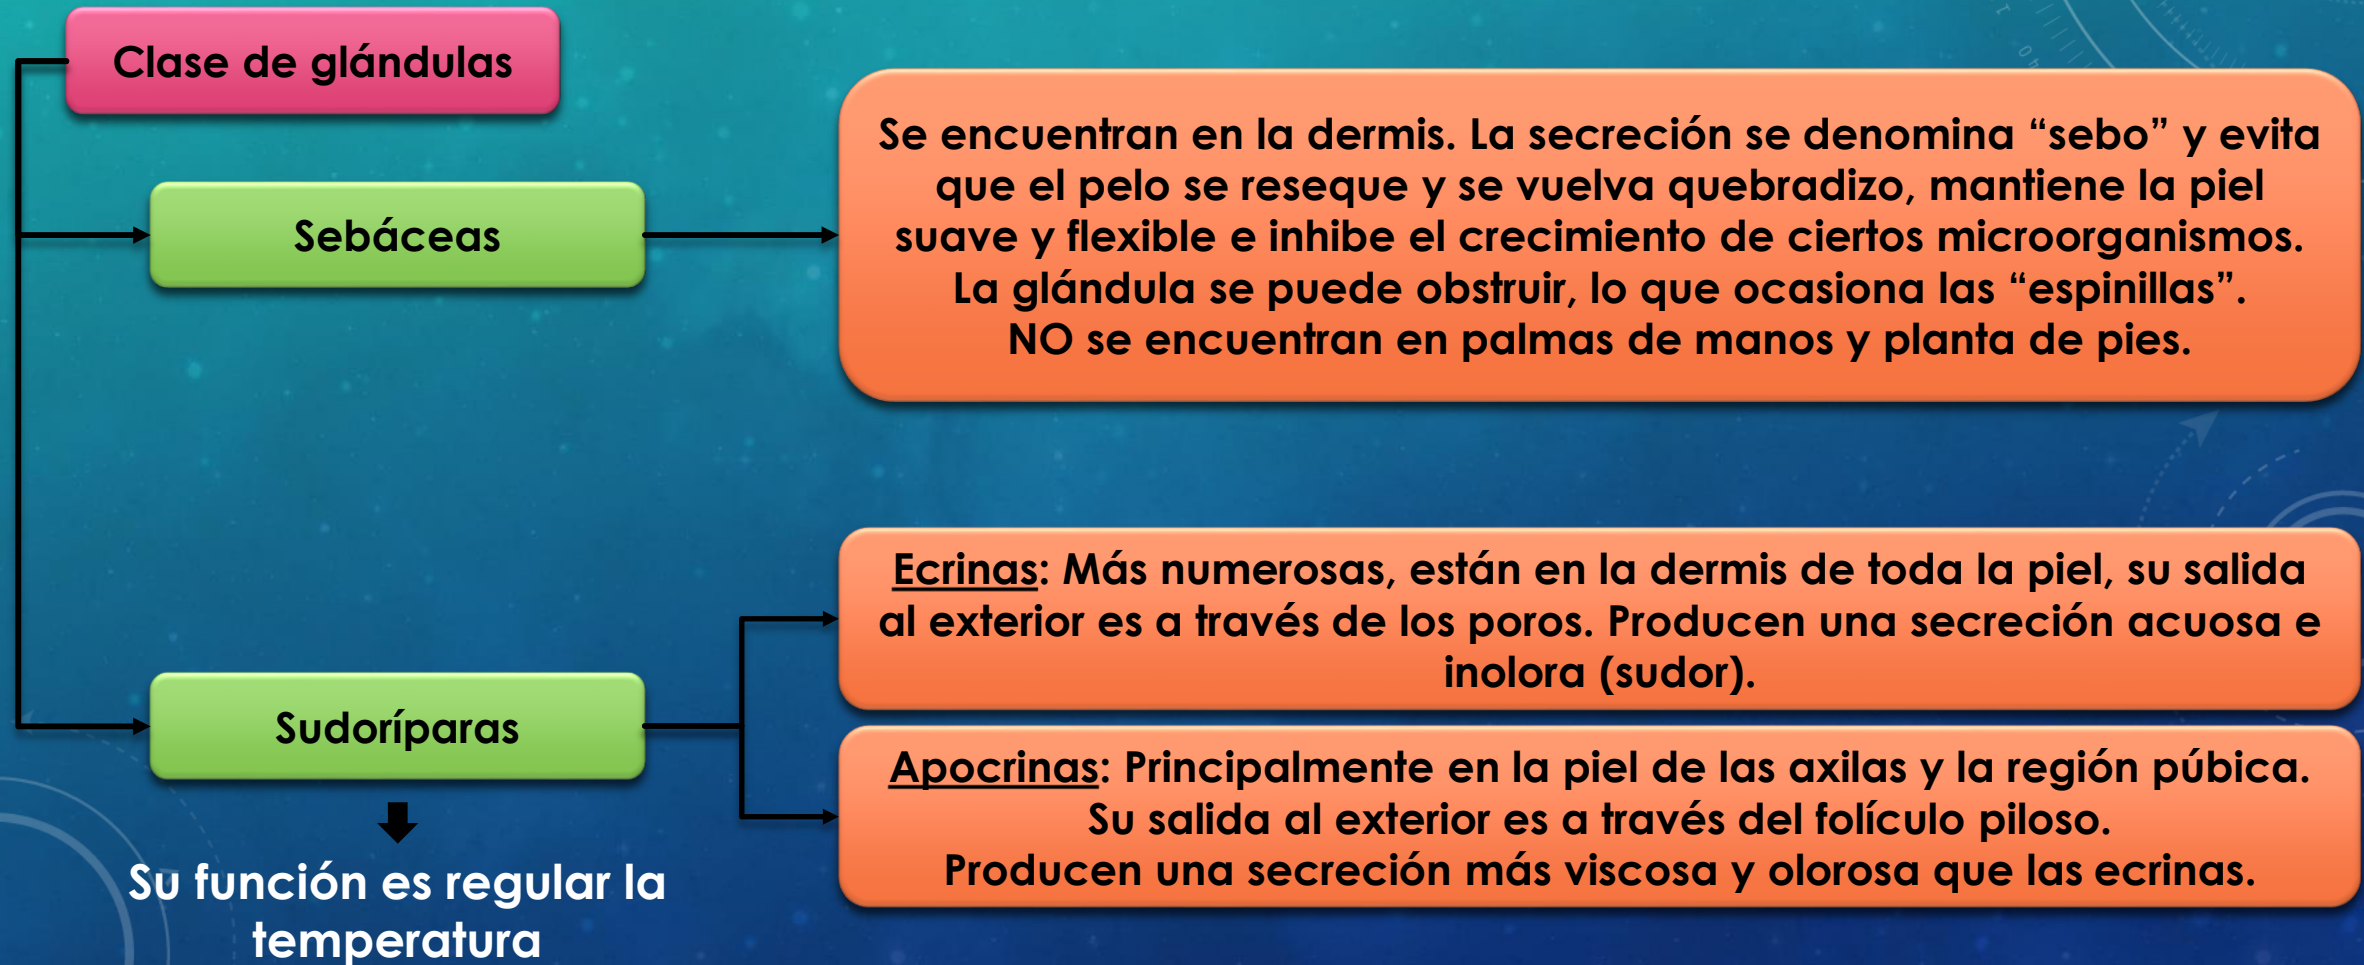 Clase de glándulas
Sebáceas
Se encuentran en la dermis. La secreción se denomina “sebo” y evita
que el pelo se reseque y se vuelva quebradizo, mantiene la piel
suave y flexible e inhibe el crecimiento de ciertos microorganismos.
La glándula se puede obstruir, lo que ocasiona las “espinillas”.
NO se encuentran en palmas de manos y planta de pies.
Sudoríparas
Su función es regular la
temperatura
Ecrinas: Más numerosas, están en la dermis de toda la piel, su salida
al exterior es a través de los poros. Producen una secreción acuosa e
inolora (sudor).
Apocrinas: Principalmente en la piel de las axilas y la región púbica.
Su salida al exterior es a través del folículo piloso.
Producen una secreción más viscosa y olorosa que las ecrinas.